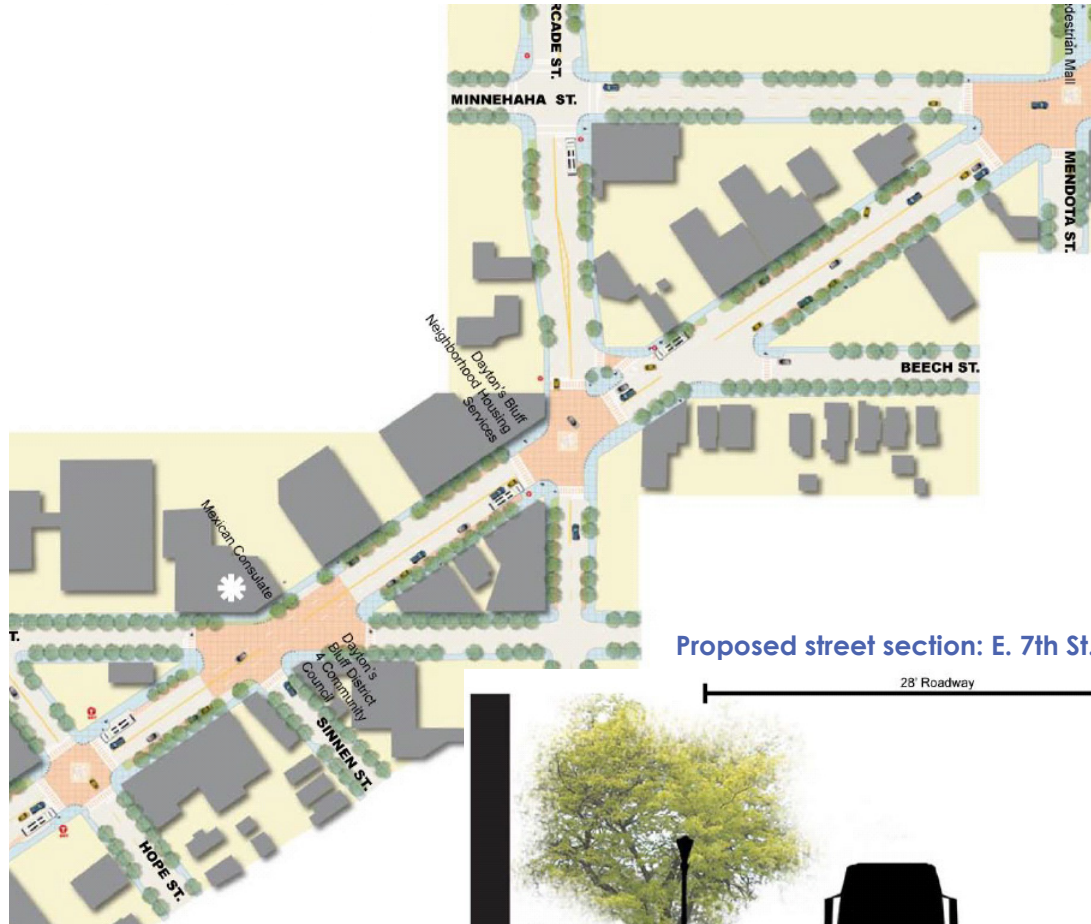 RCADE ST.
edestrian Mall
MINNEHAHA ST.
MENDOTA ST.
BEECH ST.
Dayton's Bluff
Neighborhood Housing
Services
Mexican Consulate
T.
Dayton's
Bluff District
4 Community
Council
SINNEN ST.
HOPE ST.
Proposed street section: E. 7th St.
28' Roadway